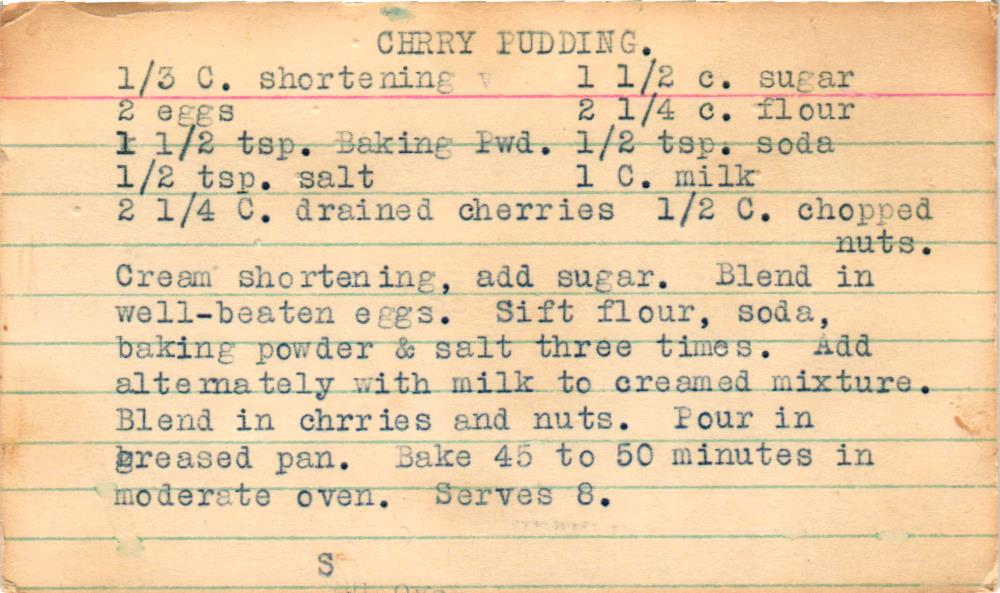 CHRRY PUDDING.
1/3 C. shortening 1 1/2 c. sugar
2 eggs 2 1/4 c. flour
1 1/2 tsp. Baking Pwd. 1/2 tsp. soda
1/2 tsp. salt 1 C. milk
2 1/4 C. drained cherries 1/2 C. chopped
nuts.
Cream shortening, add sugar. Blend in
well-beaten eggs. Sift flour, soda,
baking powder & salt three times. Add
alternately with milk to creamed mixture.
Blend in chrries and nuts. Pour in
greased pan. Bake 45 to 50 minutes in
moderate oven. Serves 8.
S